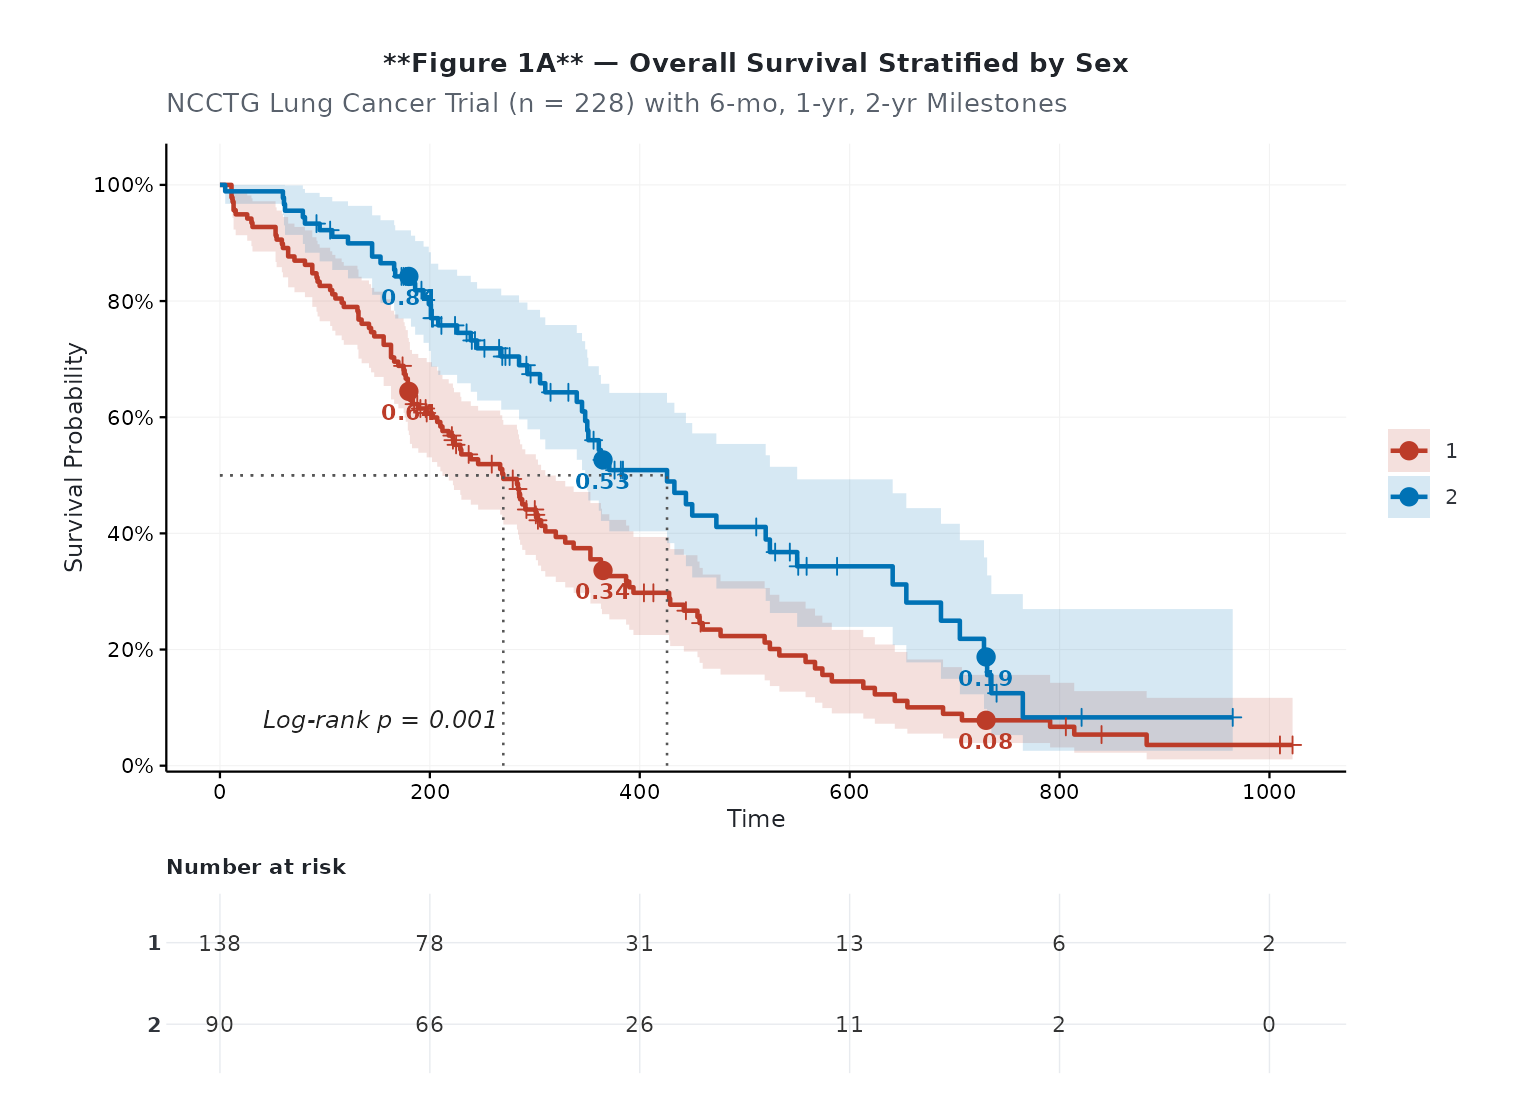 **Figure 1A** — Overall Survival Stratified by Sex
NCCTG Lung Cancer Trial (n = 228) with 6-mo, 1-yr, 2-yr Milestones
Survival Probability
100%
80%
60%
40%
20%
0%
0.53
0.34
0.19
0.08
Log-rank p = 0.001
0 200 400 600 800 1000
Time
1
2
Number at risk
1 138 78 31 13 6 2
2 90 66 26 11 2 0